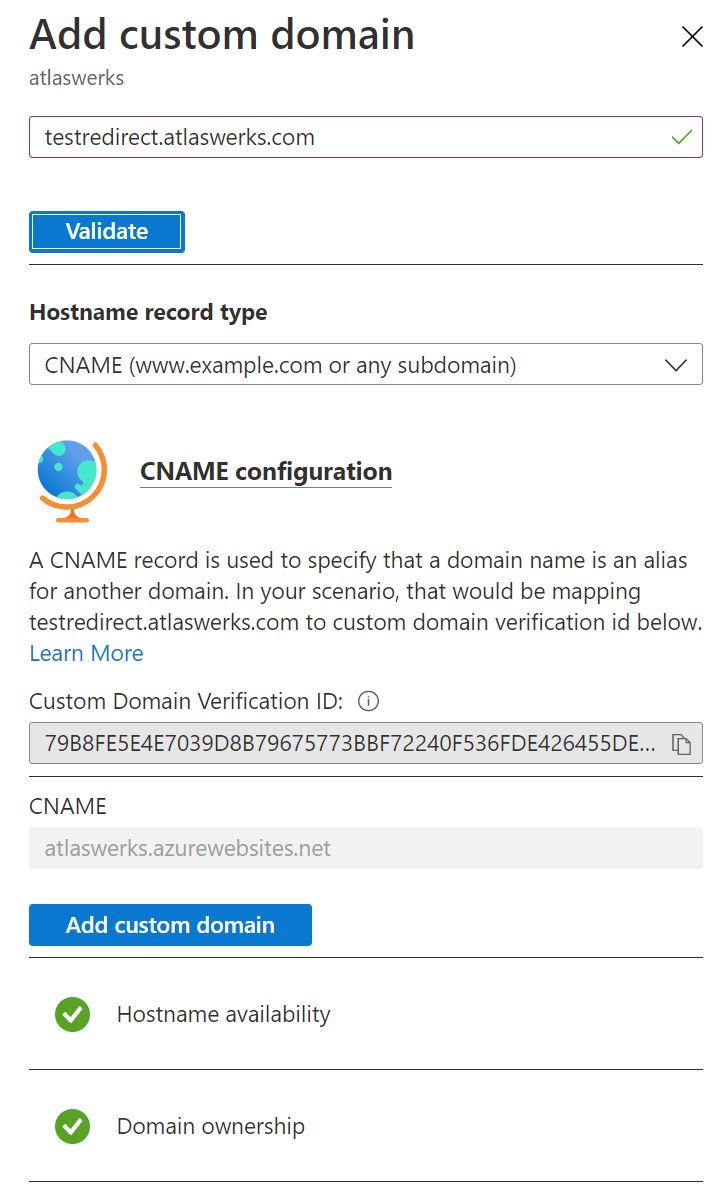 Add custom domain
atlaswerks
testredirect.atlaswerks.com
Validate
Hostname record type
CNAME (www.example.com or any subdomain)
CNAME configuration
A CNAME record is used to specify that a domain name is an alias
for another domain. In your scenario, that would be mapping
testredirect.atlaswerks.com to custom domain verification id below.
Learn More
Custom Domain Verification ID:
79B8FE5E4E7039D8B79675773BBF72240F536FDE426455DE...
CNAME
atlaswerks.azurewebsites.net
Add custom domain
Hostname availability
Domain ownership